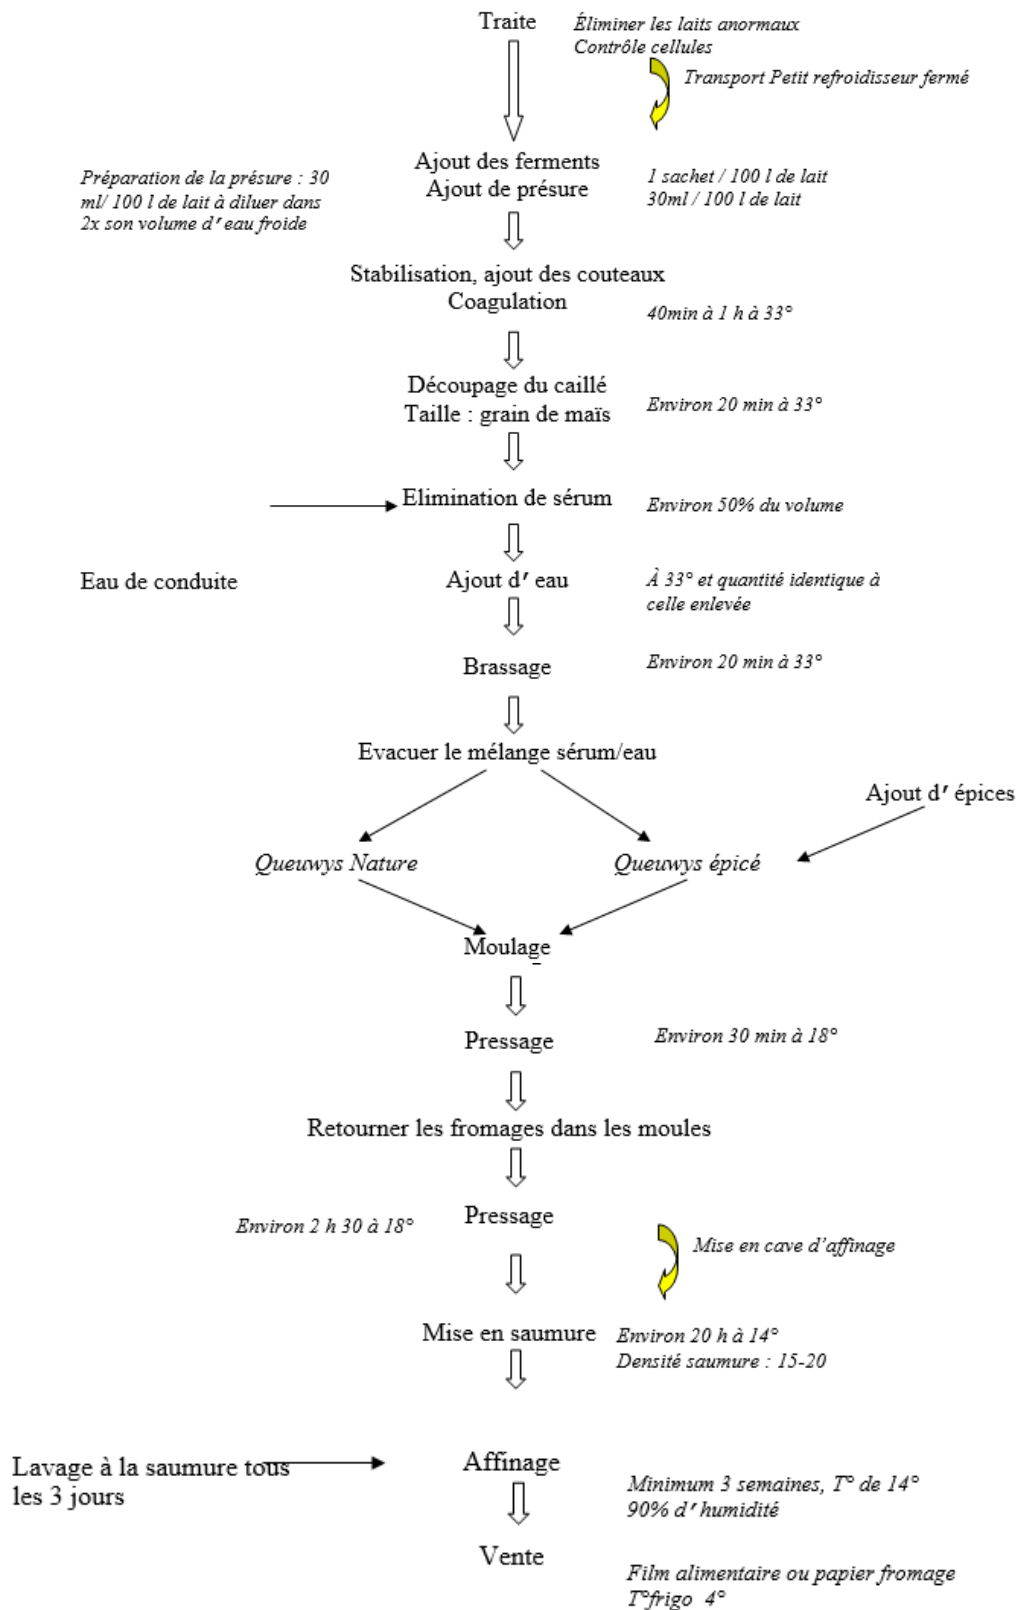 Traite
Éliminer les laits anormaux
Contrôle cellules
Transport Petit refroidisseur fermé
Préparation de la présure : 30
ml/ 100 l de lait à diluer dans
2x son volume d' eau froide
Ajout des ferments
Ajout de présure
1 sachet / 100 l de lait
30ml / 100 l de lait
Stabilisation, ajout des couteaux
Coagulation
40min à 1 h à 33°
Découpage du caillé
Taille : grain de maïs
Environ 20 min à 33°
Elimination de sérum
Environ 50% du volume
Eau de conduite
Ajout d' eau
À 33° et quantité identique à
celle enlevée
Brassage
Environ 20 min à 33°
Evacuer le mélange sérum/eau
Ajout d' épices
Queuwys Nature
Queuwys épicé
Moulage
Pressage
Environ 30 min à 18°
Retourner les fromages dans les moules
Environ 2 h 30 à 18°
Pressage
Mise en cave d'affinage
Mise en saumure
Environ 20 h à 14°
Densité saumure : 15-20
Lavage à la saumure tous
les 3 jours
Affinage
Minimum 3 semaines, T° de 14°
90% d' humidité
Vente
Film alimentaire ou papier fromage
T°frigo 4°